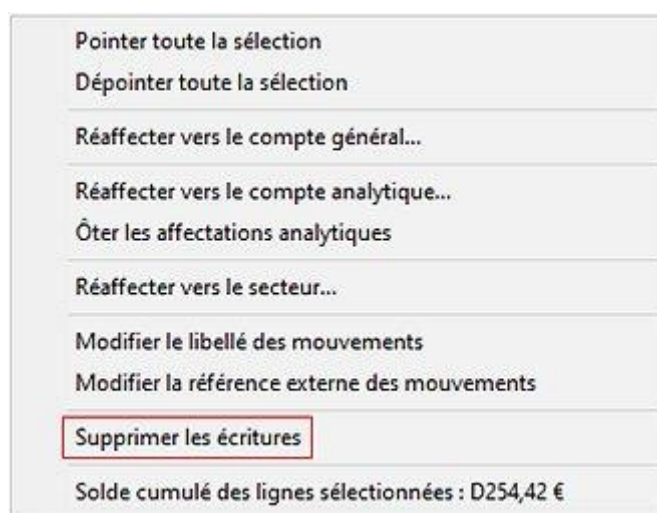 Pointer toute la sélection
Dépointer toute la sélection
Réaffecter vers le compte général...
Réaffecter vers le compte analytique...
Ôter les affectations analytiques
Réaffecter vers le secteur...
Modifier le libellé des mouvements
Modifier la référence externe des mouvements
Supprimer les écritures
Solde cumulé des lignes sélectionnées : D254,42 €